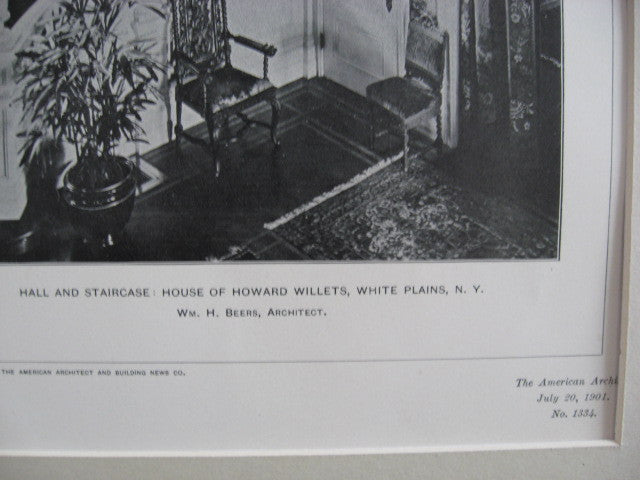 HALL AND STAIRCASE: HOUSE OF HOWARD WILLETS, WHITE PLAINS, N. Y.
WM. H. BEERS, ARCHITECT.
THE AMERICAN ARCHITECT AND BUILDING NEWS CO.
The American Archi
July 20, 1901.
No. 1334.